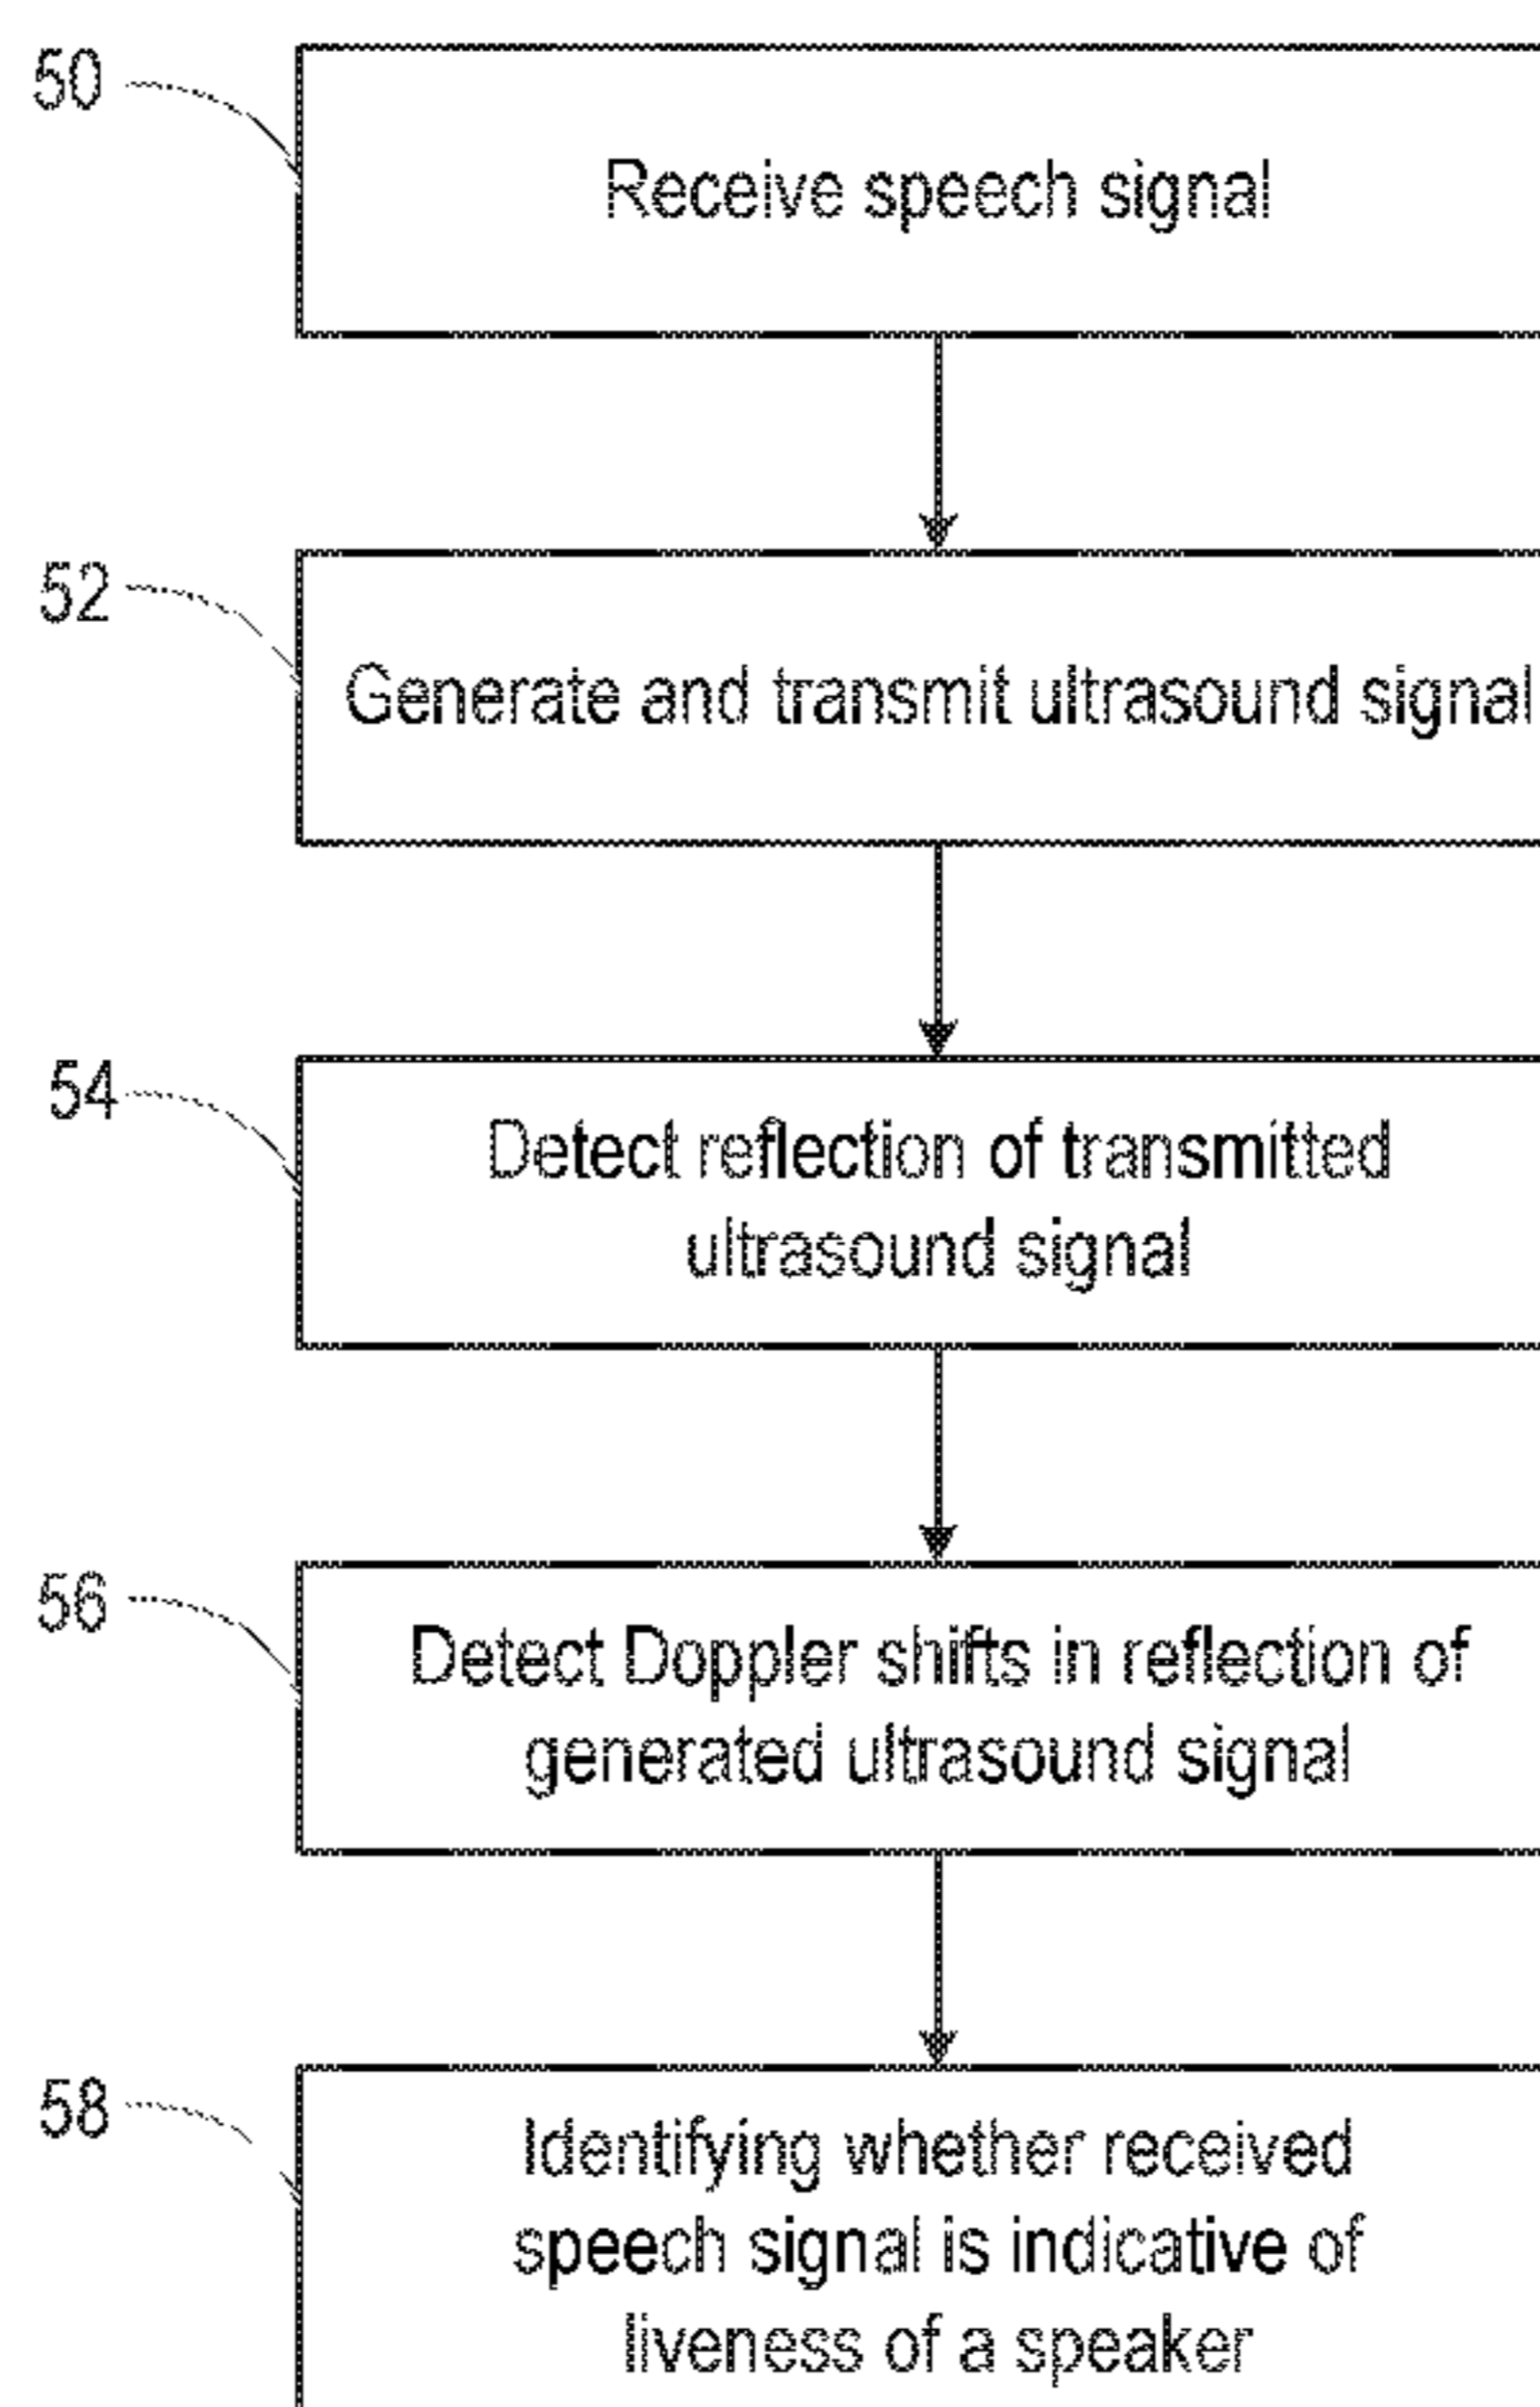 50
Receive speech signal
52
Generate and transmit ultrasound signal
54
Detect reflection of transmitted
ultrasound signal
56
Detect Doppler shifts in reflection of
generated ultrasound signal
58
Identifying whether received
speech signal is indicative of
liveness of a speaker